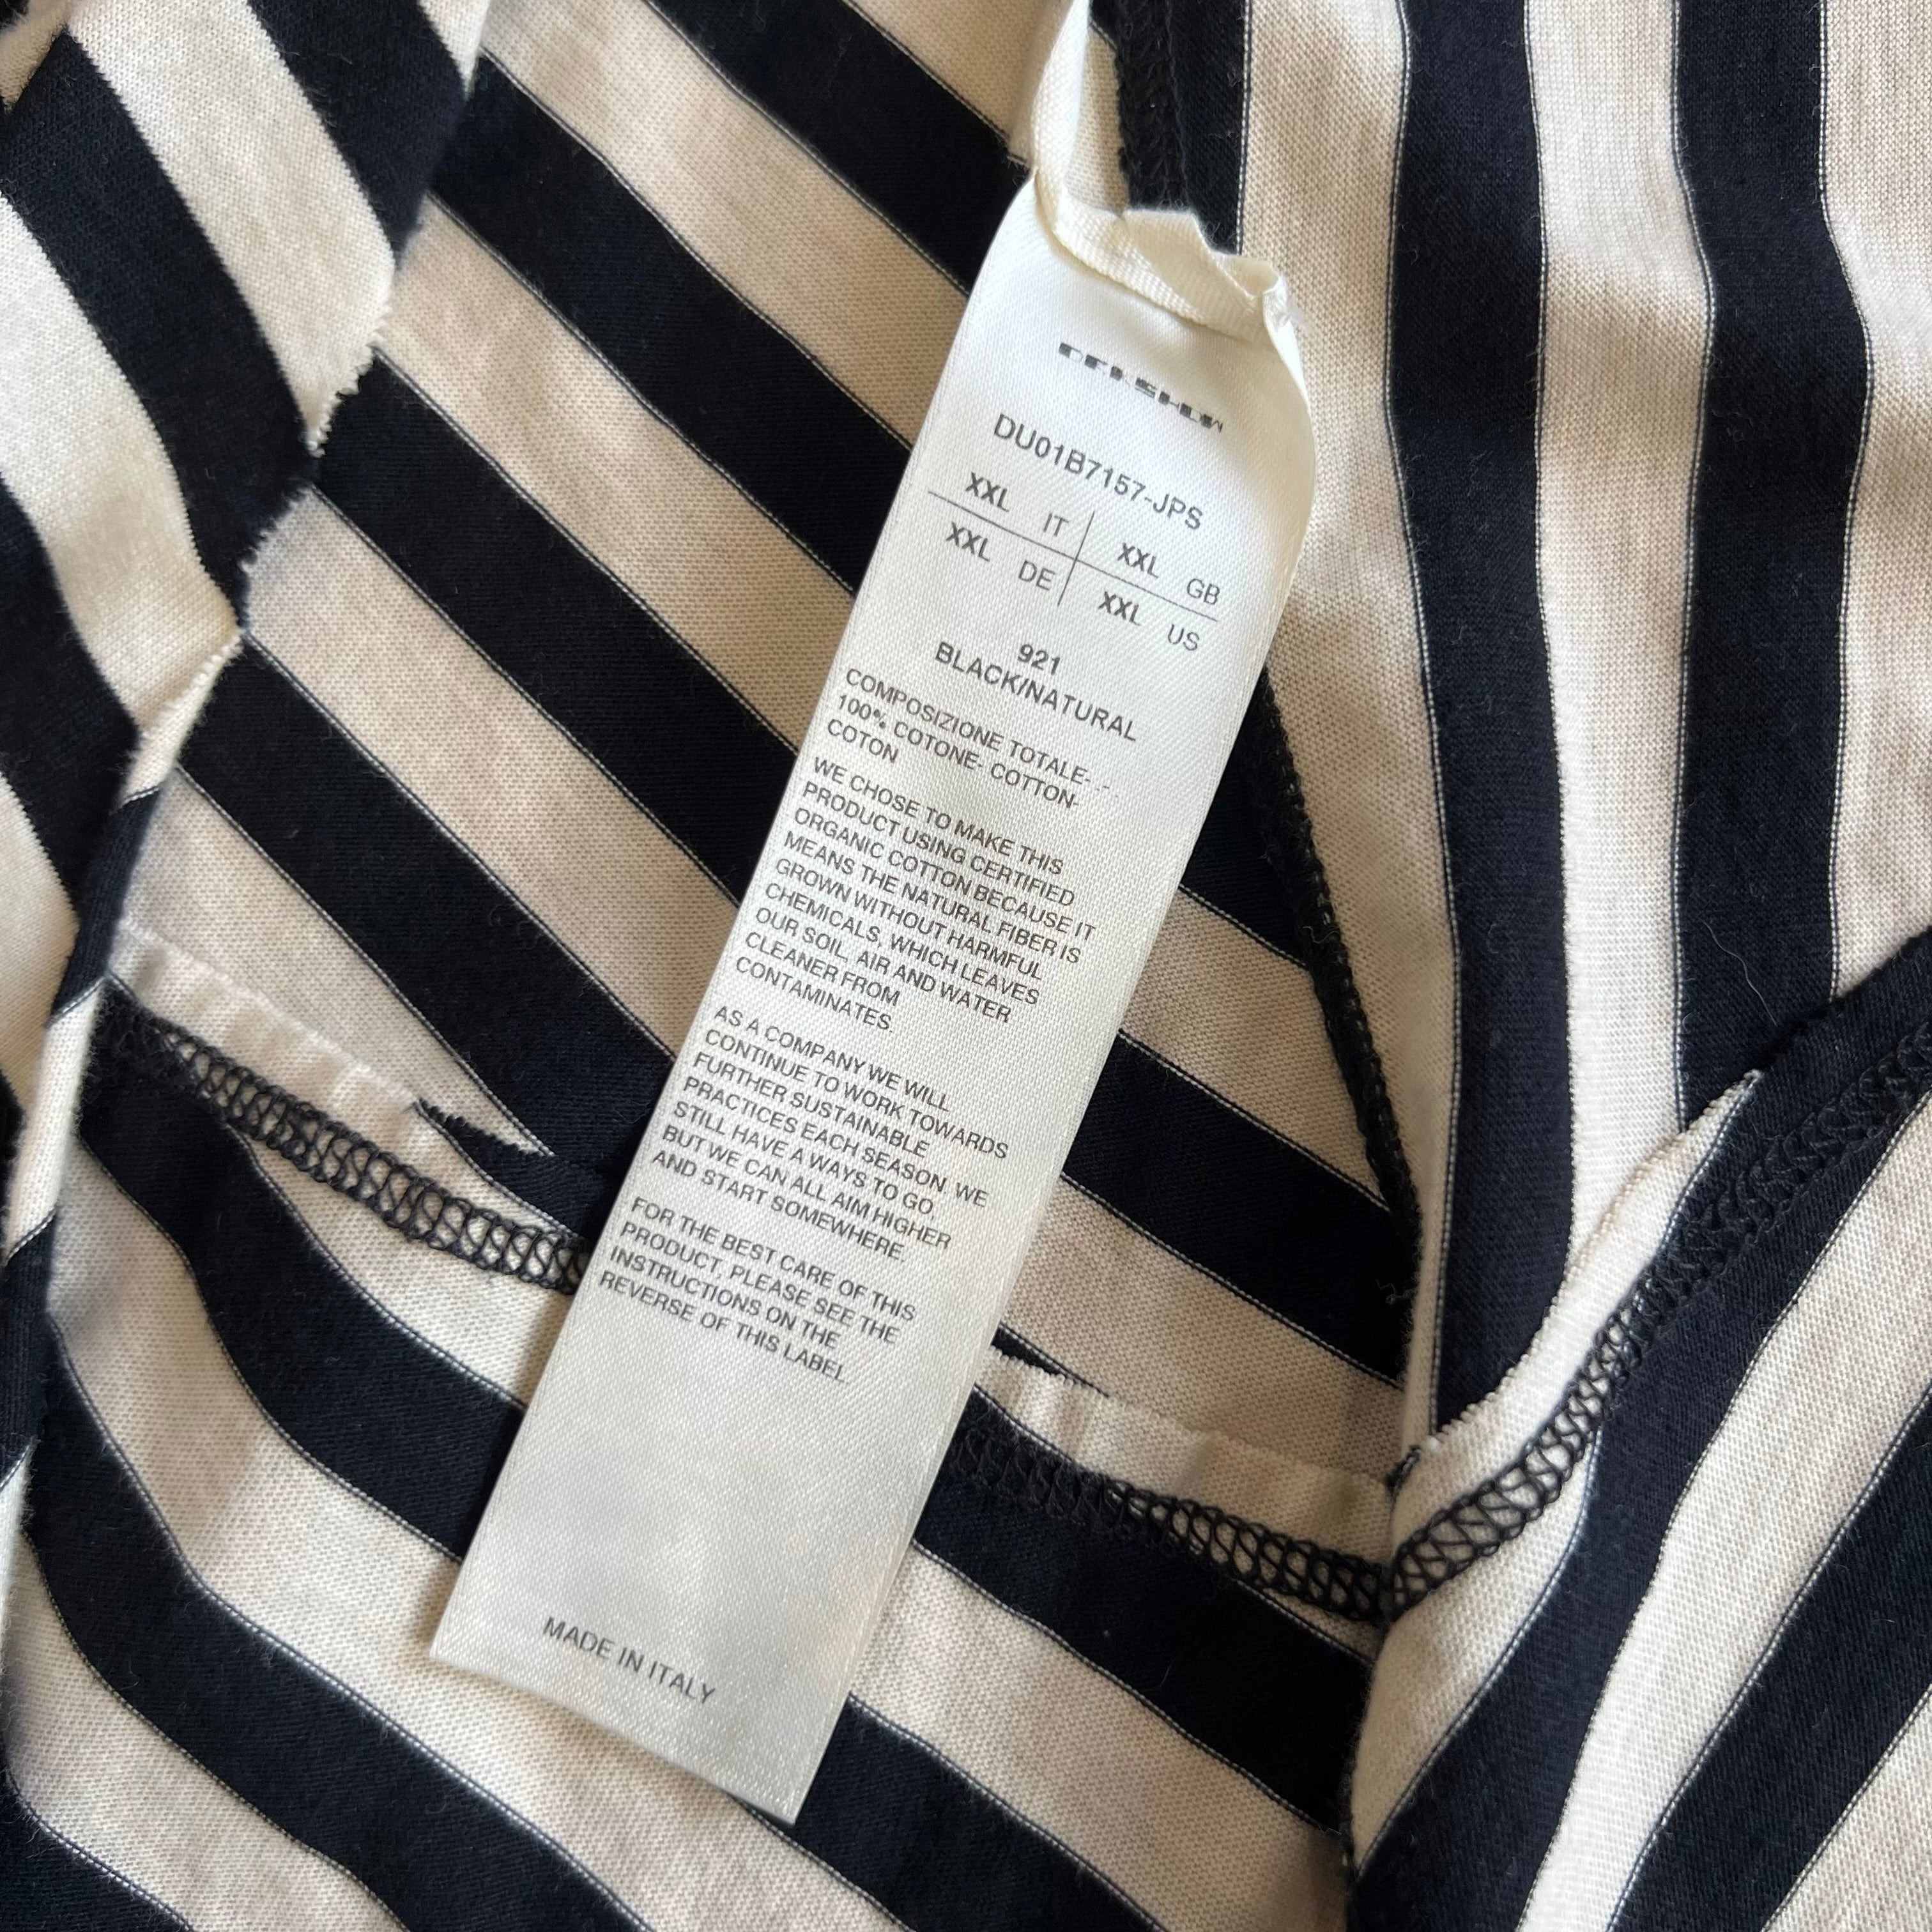 DRKSHDW
DU01B7157-JPS
XXL IT XXL GB
XXL DE XXL US
921
BLACK/NATURAL
COMPOSIZIONE TOTALE- -
100% COTONE- COTTON-
COTON
WE CHOSE TO MAKE THIS
PRODUCT USING CERTIFIED
ORGANIC COTTON BECAUSE IT
MEANS THE NATURAL FIBER IS
GROWN WITHOUT HARMFUL
CHEMICALS, WHICH LEAVES
OUR SOIL, AIR AND WATER
CLEANER FROM
CONTAMINATES
AS A COMPANY WE WILL
CONTINUE TO WORK TOWARDS
FURTHER SUSTAINABLE
PRACTICES EACH SEASON. WE
STILL HAVE A WAYS TO GO,
BUT WE CAN ALL AIM HIGHER
AND START SOMEWHERE.
FOR THE BEST CARE OF THIS
PRODUCT, PLEASE SEE THE
INSTRUCTIONS ON THE
REVERSE OF THIS LABEL
MADE IN ITALY